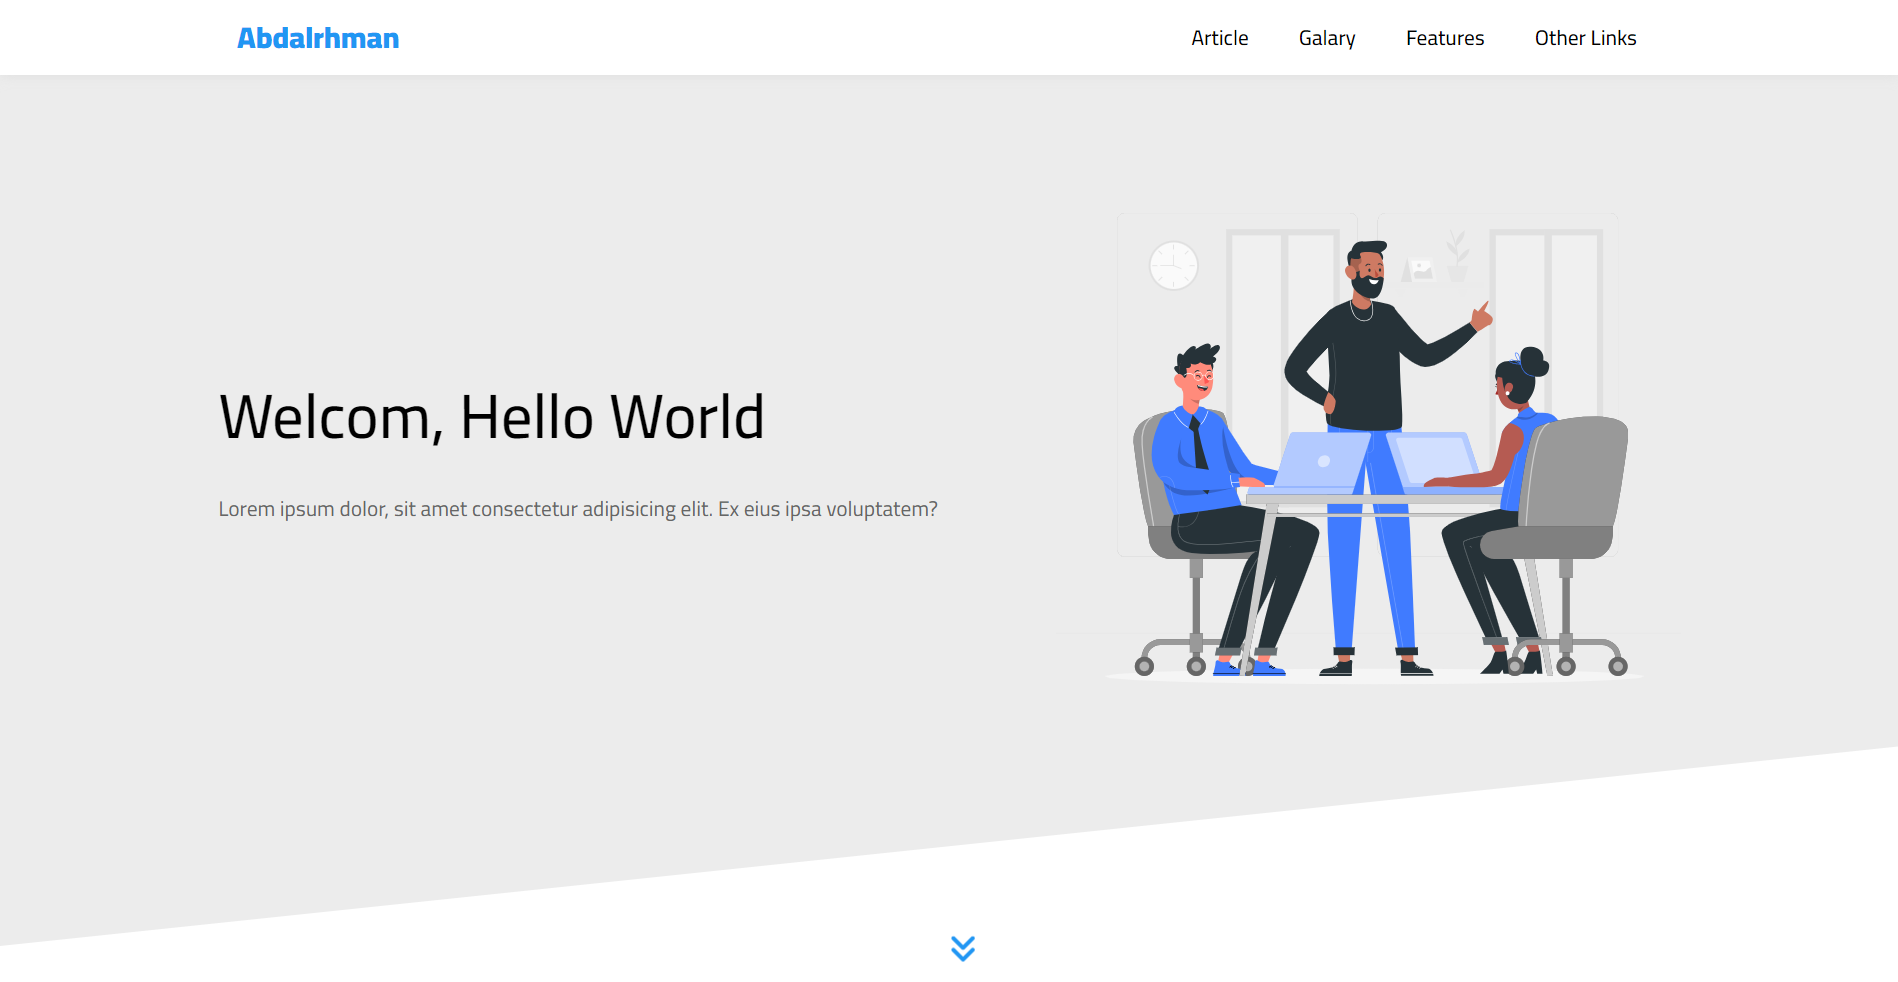 Abdalrhman
Article Galary Features Other Links
Welcom, Hello World
Lorem ipsum dolor, sit amet consectetur adipisicing elit. Ex eius ipsa voluptatem?